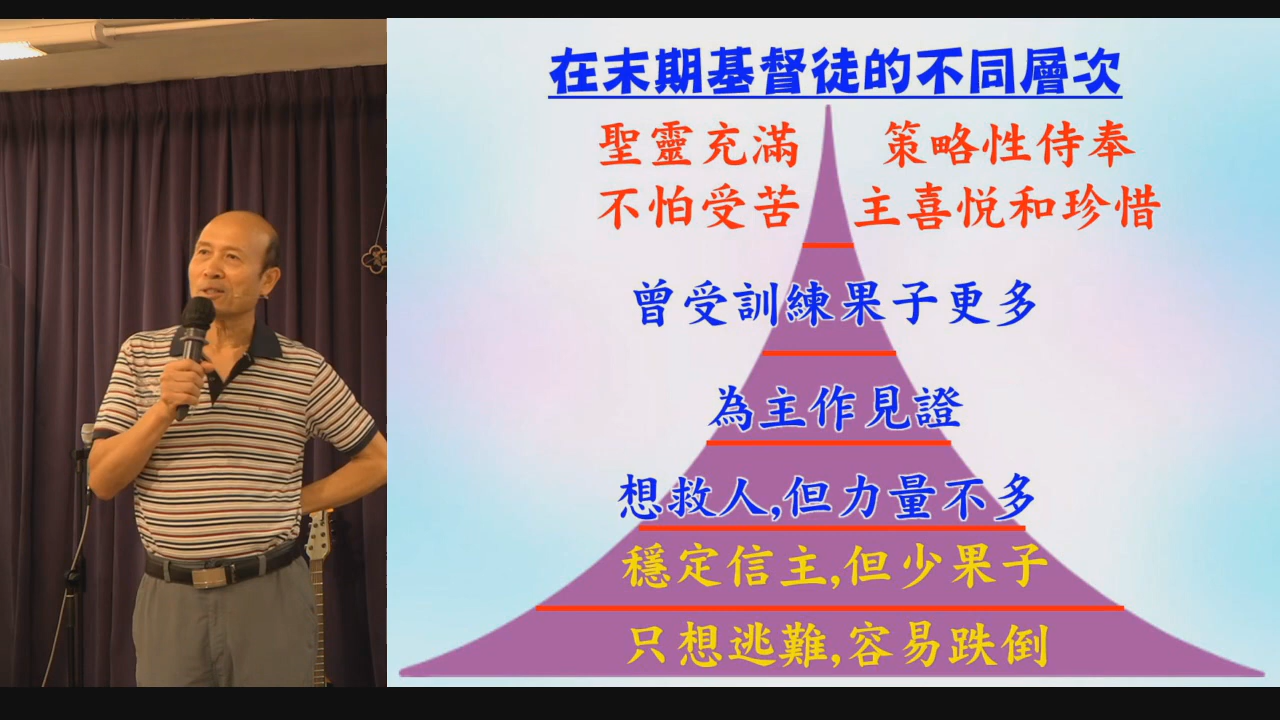 在末期基督徒的不同層次
聖靈充滿 策略性侍奉
不怕受苦 主喜悅和珍惜
曾受訓練果子更多
為主作見證
想救人,但力量不多
穩定信主,但少果子
只想逃難,容易跌倒